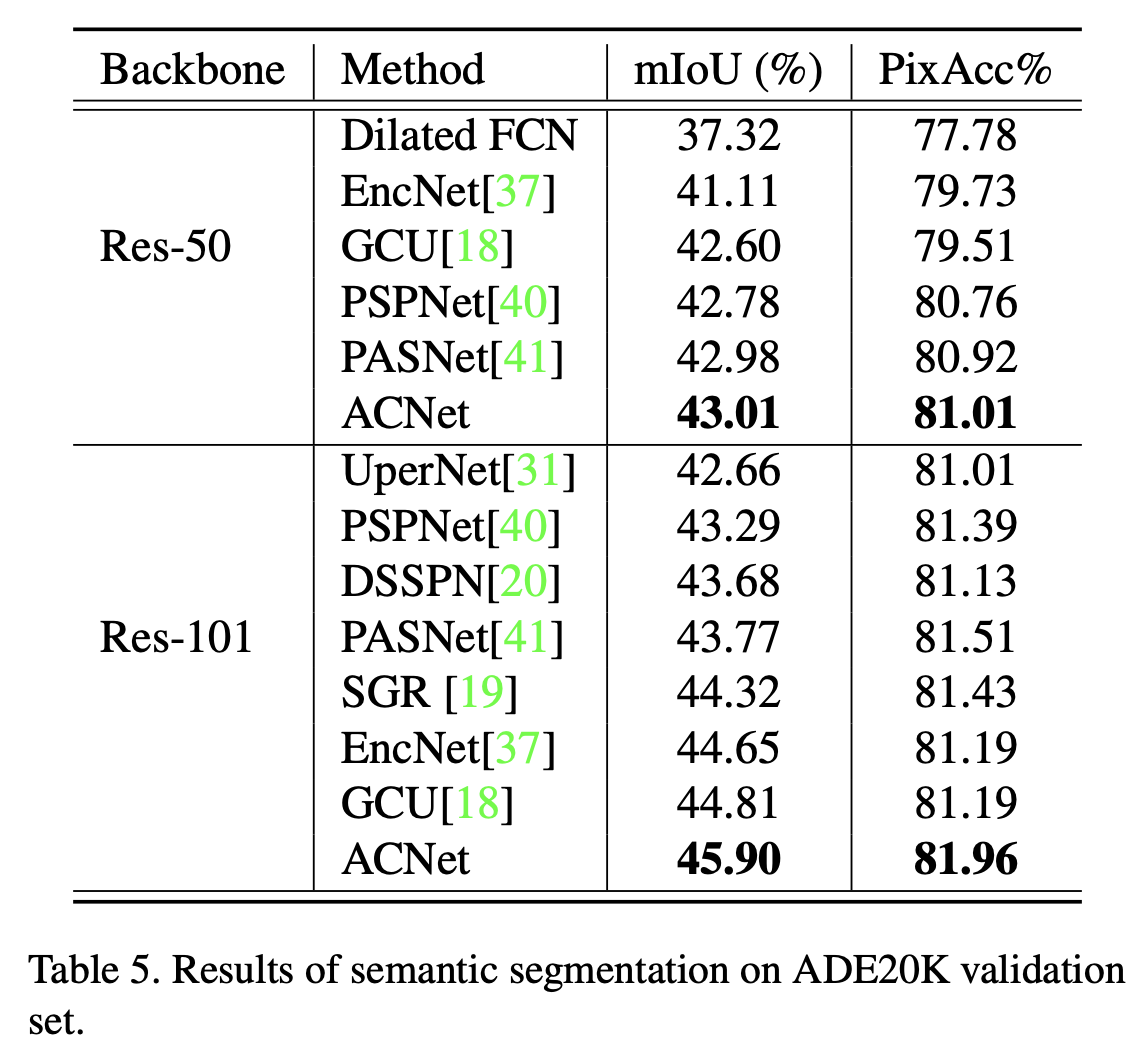 Backbone Method mIoU (%) PixAcc%
Dilated FCN 37.32 77.78
EncNet[37] 41.11 79.73
Res-50 GCU[18] 42.60 79.51
PSPNet[40] 42.78 80.76
PASNet[41] 42.98 80.92
ACNet 43.01 81.01
UperNet[31] 42.66 81.01
PSPNet[40] 43.29 81.39
DSSPN[20] 43.68 81.13
Res-101 PASNet[41] 43.77 81.51
SGR [19] 44.32 81.43
EncNet[37] 44.65 81.19
GCU[18] 44.81 81.19
ACNet 45.90 81.96
Table 5. Results of semantic segmentation on ADE20K validation
set.